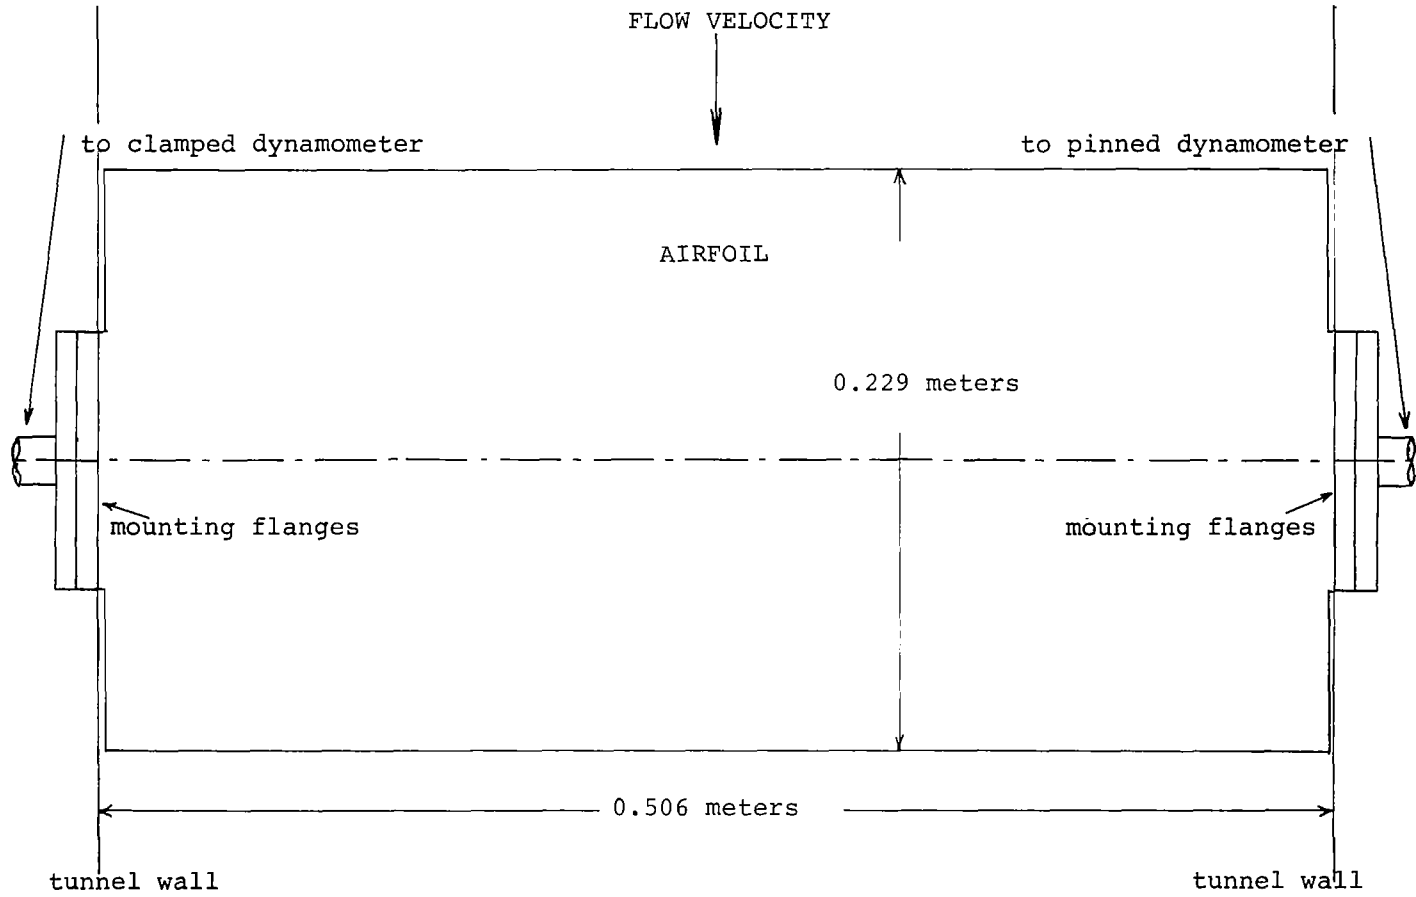 FLOW VELOCITY
to clamped dynamometer
to pinned dynamometer
AIRFOIL
0.229 meters
mounting flanges
mounting flanges
0.506 meters
tunnel wall
tunnel wall